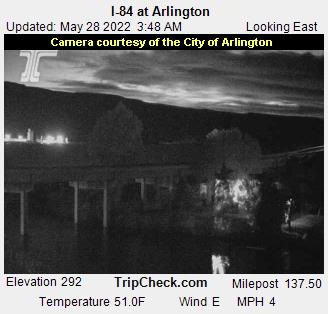 I-84 at Arlington
Updated: May 28 2022 3:48 AM Looking East
Camera courtesy of the City of Arlington
Elevation 292 TripCheck.com Milepost 137.50
Temperature 51.0F Wind E MPH 4